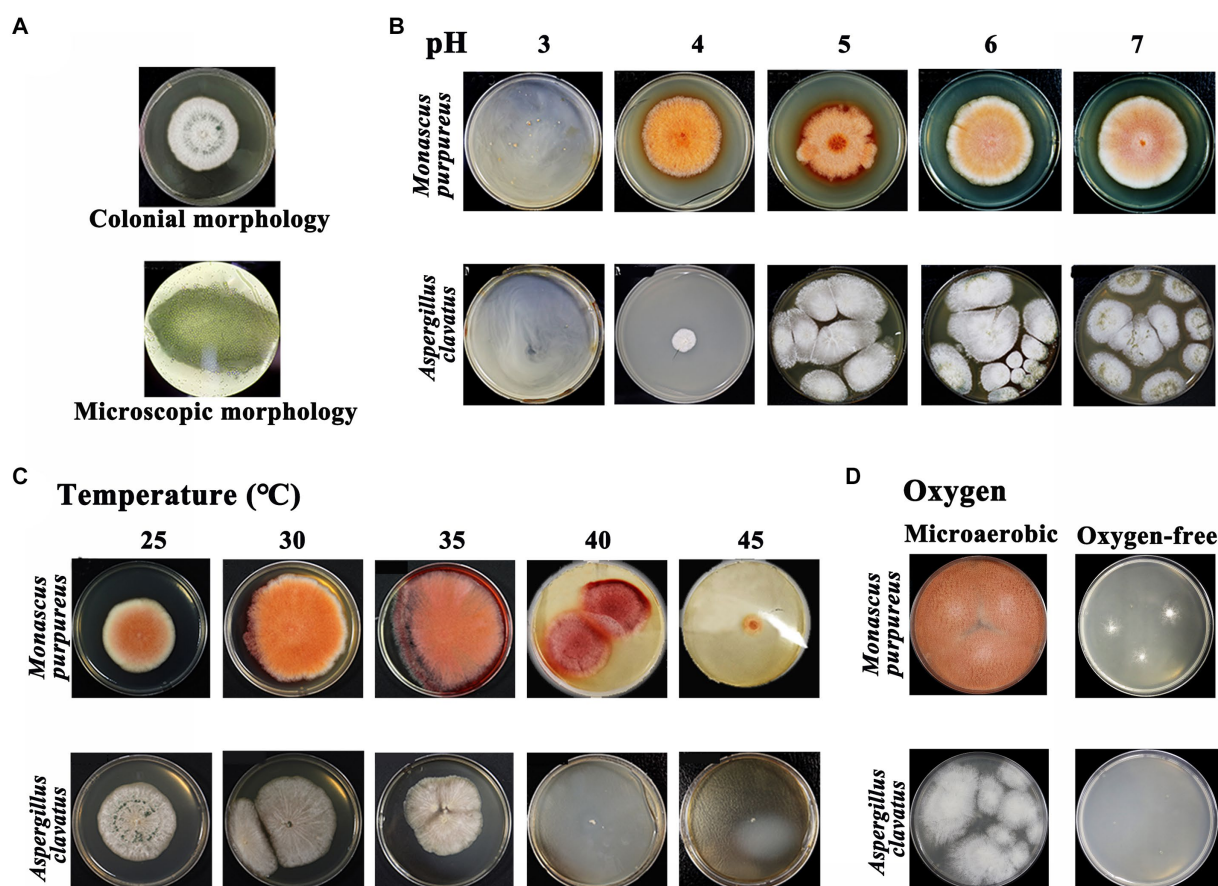 A
Colonial morphology
Microscopic morphology
B
pH 3 4 5 6 7
Monascus
purpureus
Aspergillus
clavatus
C
Temperature (℃)
25 30 35 40 45
Monascus
purpureus
Aspergillus
clavatus
D
Oxygen
Microaerobic Oxygen-free
Monascus
purpureus
Aspergillus
clavatus